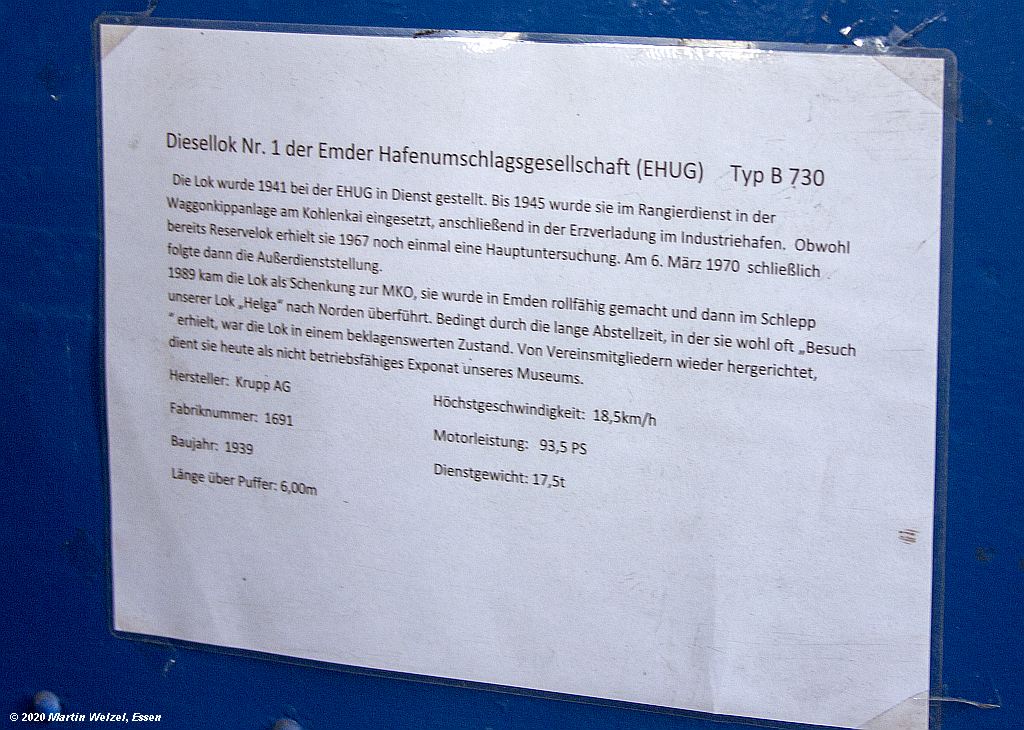 Diesellok Nr. 1 der Emder Hafenumschlagsgesellschaft (EHUG) Typ B 730
Die Lok wurde 1941 bei der EHUG in Dienst gestellt. Bis 1945 wurde sie im Rangierdienst in der
Waggonkippanlage am Kohlenkai eingesetzt, anschließend in der Erzverladung im Industriehafen. Obwohl
bereits Reservelok erhielt sie 1967 noch einmal eine Hauptuntersuchung. Am 6. März 1970 schließlich
folgte dann die Außerdienststellung.
1989 kam die Lok als Schenkung zur MKO, sie wurde in Emden rollfähig gemacht und dann im Schlepp
unserer Lok „Helga“ nach Norden überführt. Bedingt durch die lange Abstellzeit, in der sie wohl oft „Besuch
“ erhielt, war die Lok in einem beklagenswerten Zustand. Von Vereinsmitgliedern wieder hergerichtet,
dient sie heute als nicht betriebsfähiges Exponat unseres Museums.
Hersteller: Krupp AG
Fabriknummer: 1691
Baujahr: 1939
Länge über Puffer: 6,00m
Höchstgeschwindigkeit: 18,5km/h
Motorleistung: 93,5 PS
Dienstgewicht: 17,5t
© 2020 Martin Welzel, Essen